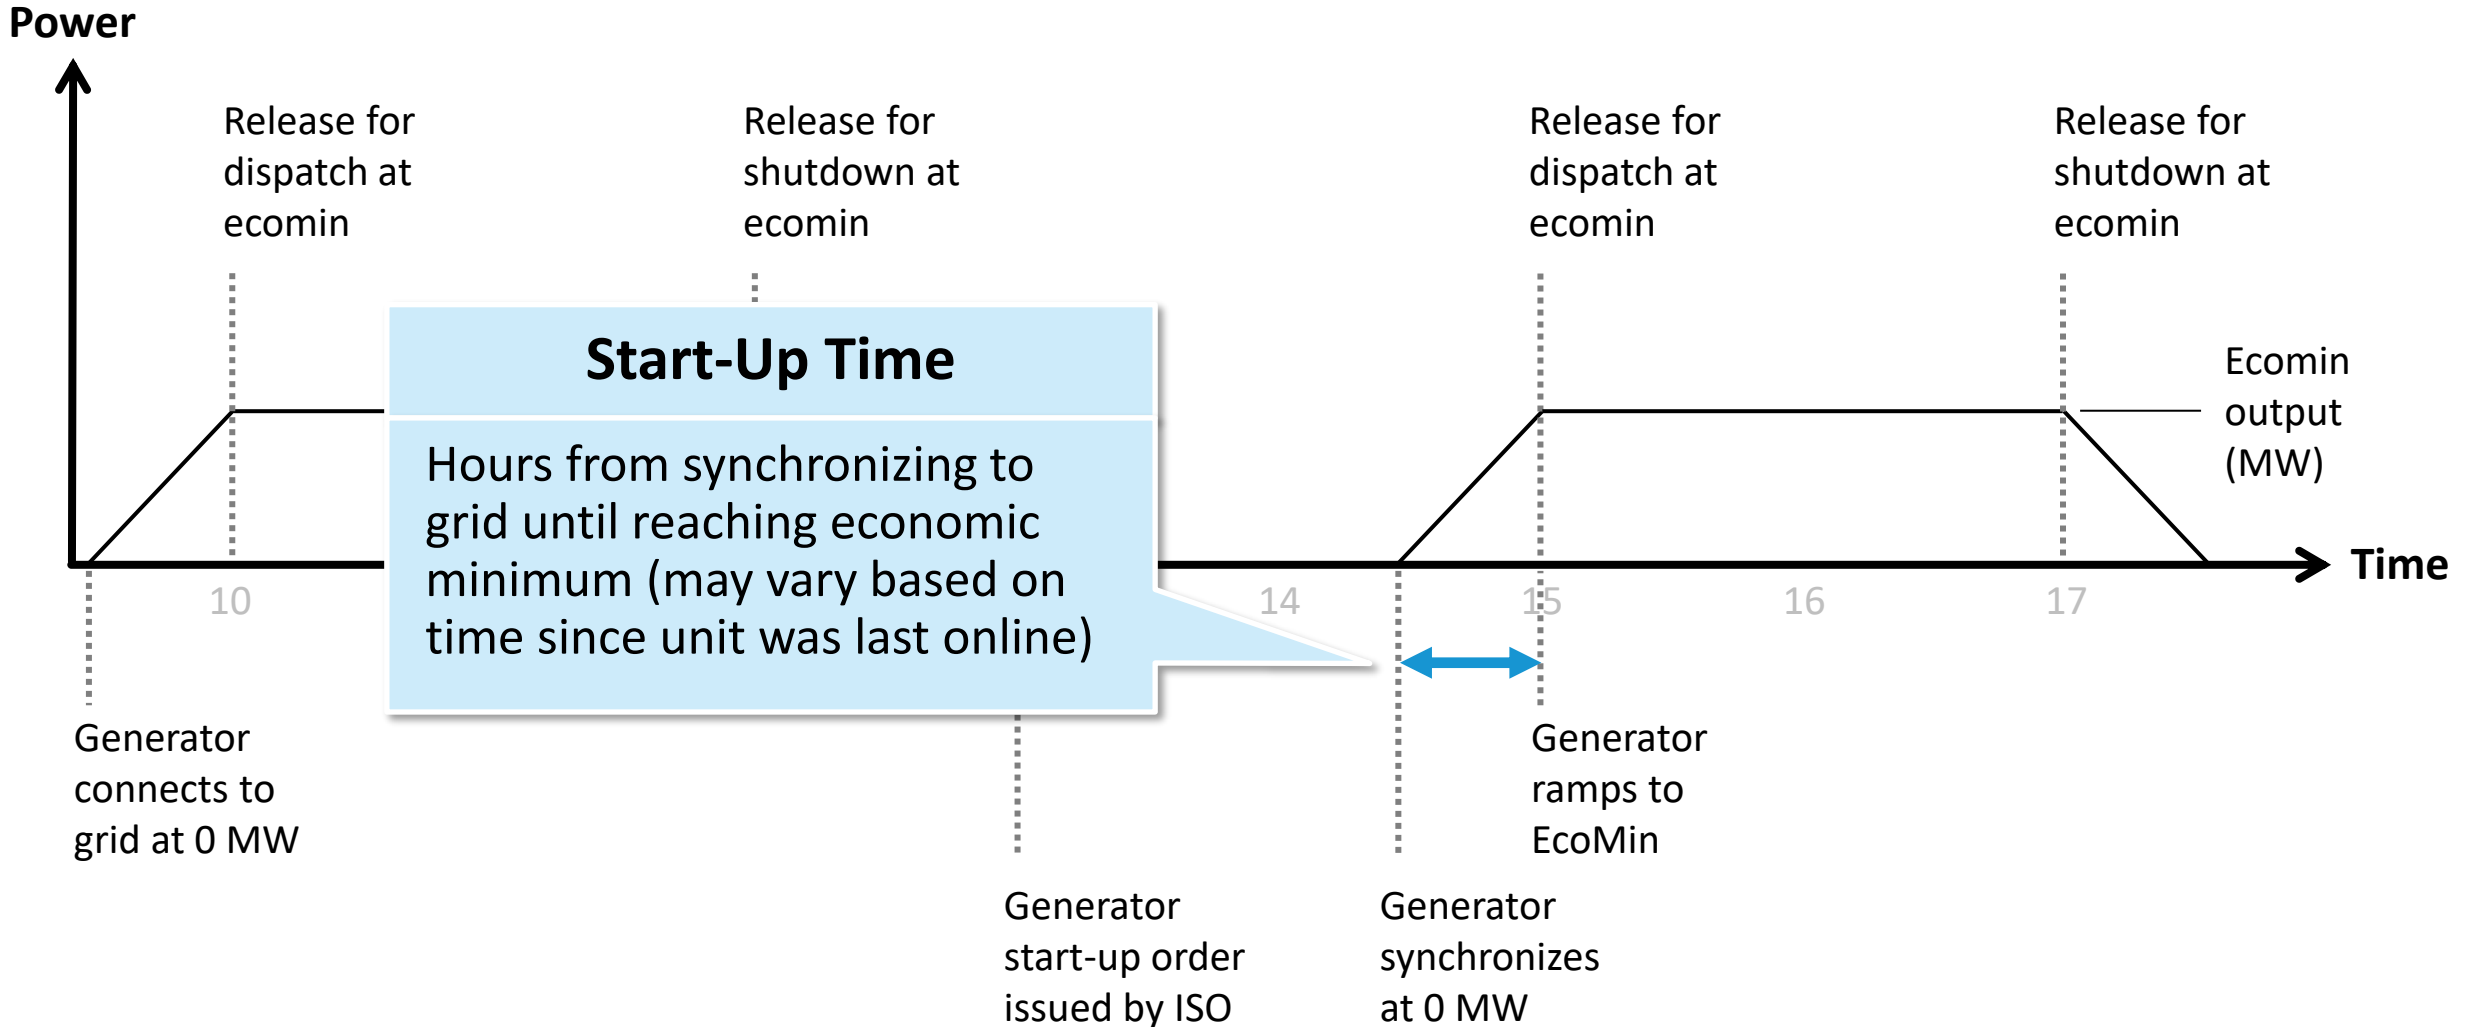 Power
Release for
dispatch at
ecomin
Release for
shutdown at
ecomin
Release for
dispatch at
ecomin
Release for
shutdown at
ecomin
Start-Up Time
Hours from synchronizing to
grid until reaching economic
minimum (may vary based on
time since unit was last online)
Ecomin
output
(MW)
Time
10
14
15
16
17
Generator
connects to
grid at 0 MW
Generator
ramps to
EcoMin
Generator
start-up order
issued by ISO
Generator
synchronizes
at 0 MW